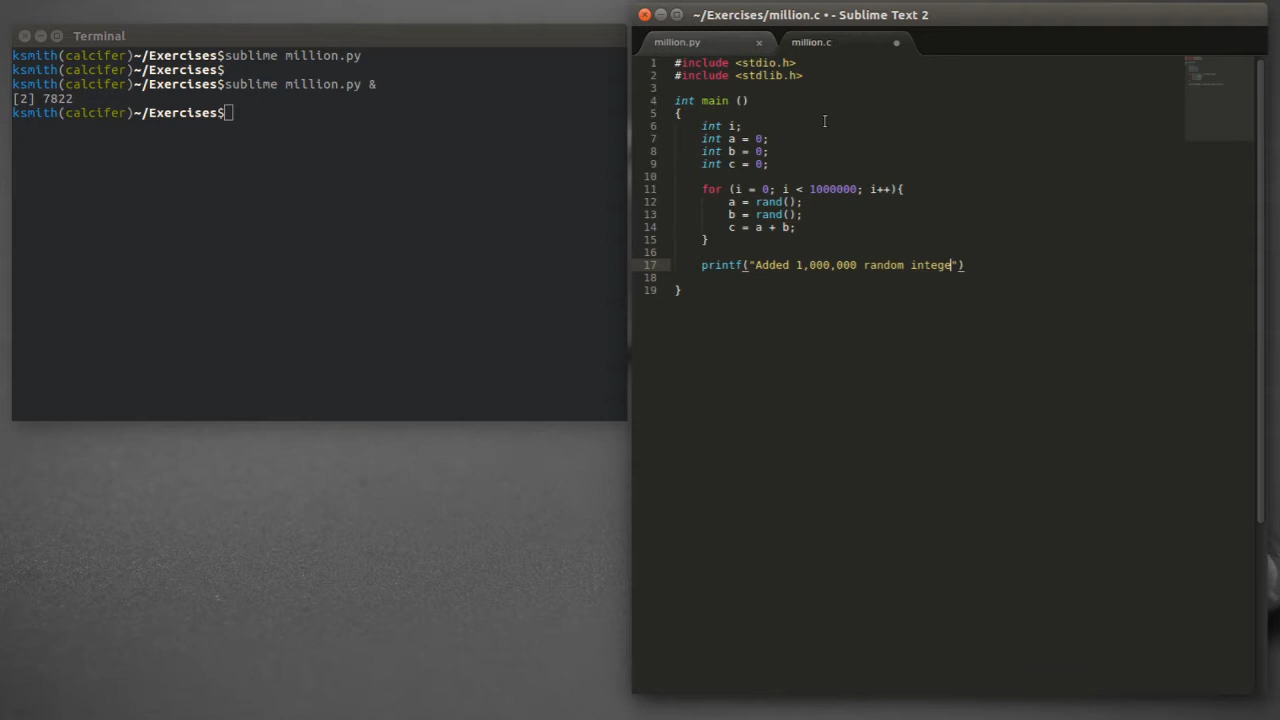 Terminal
ksmith(calcifer)~/Exercises$sublime million.py
ksmith(calcifer)~/Exercises$
ksmith(calcifer)~/Exercises$sublime million.py &
[2] 7822
ksmith(calcifer)~/Exercises$
~/Exercises/million.c • - Sublime Text 2
million.py × million.c
1 #include <stdio.h>
2 #include <stdlib.h>
3
4 int main ()
5 {
6 int i;
7 int a = 0;
8 int b = 0;
9 int c = 0;
10
11 for (i = 0; i < 1000000; i++){
12 a = rand();
13 b = rand();
14 c = a + b;
15 }
16
17 printf("Added 1,000,000 random intege")
18
19 }